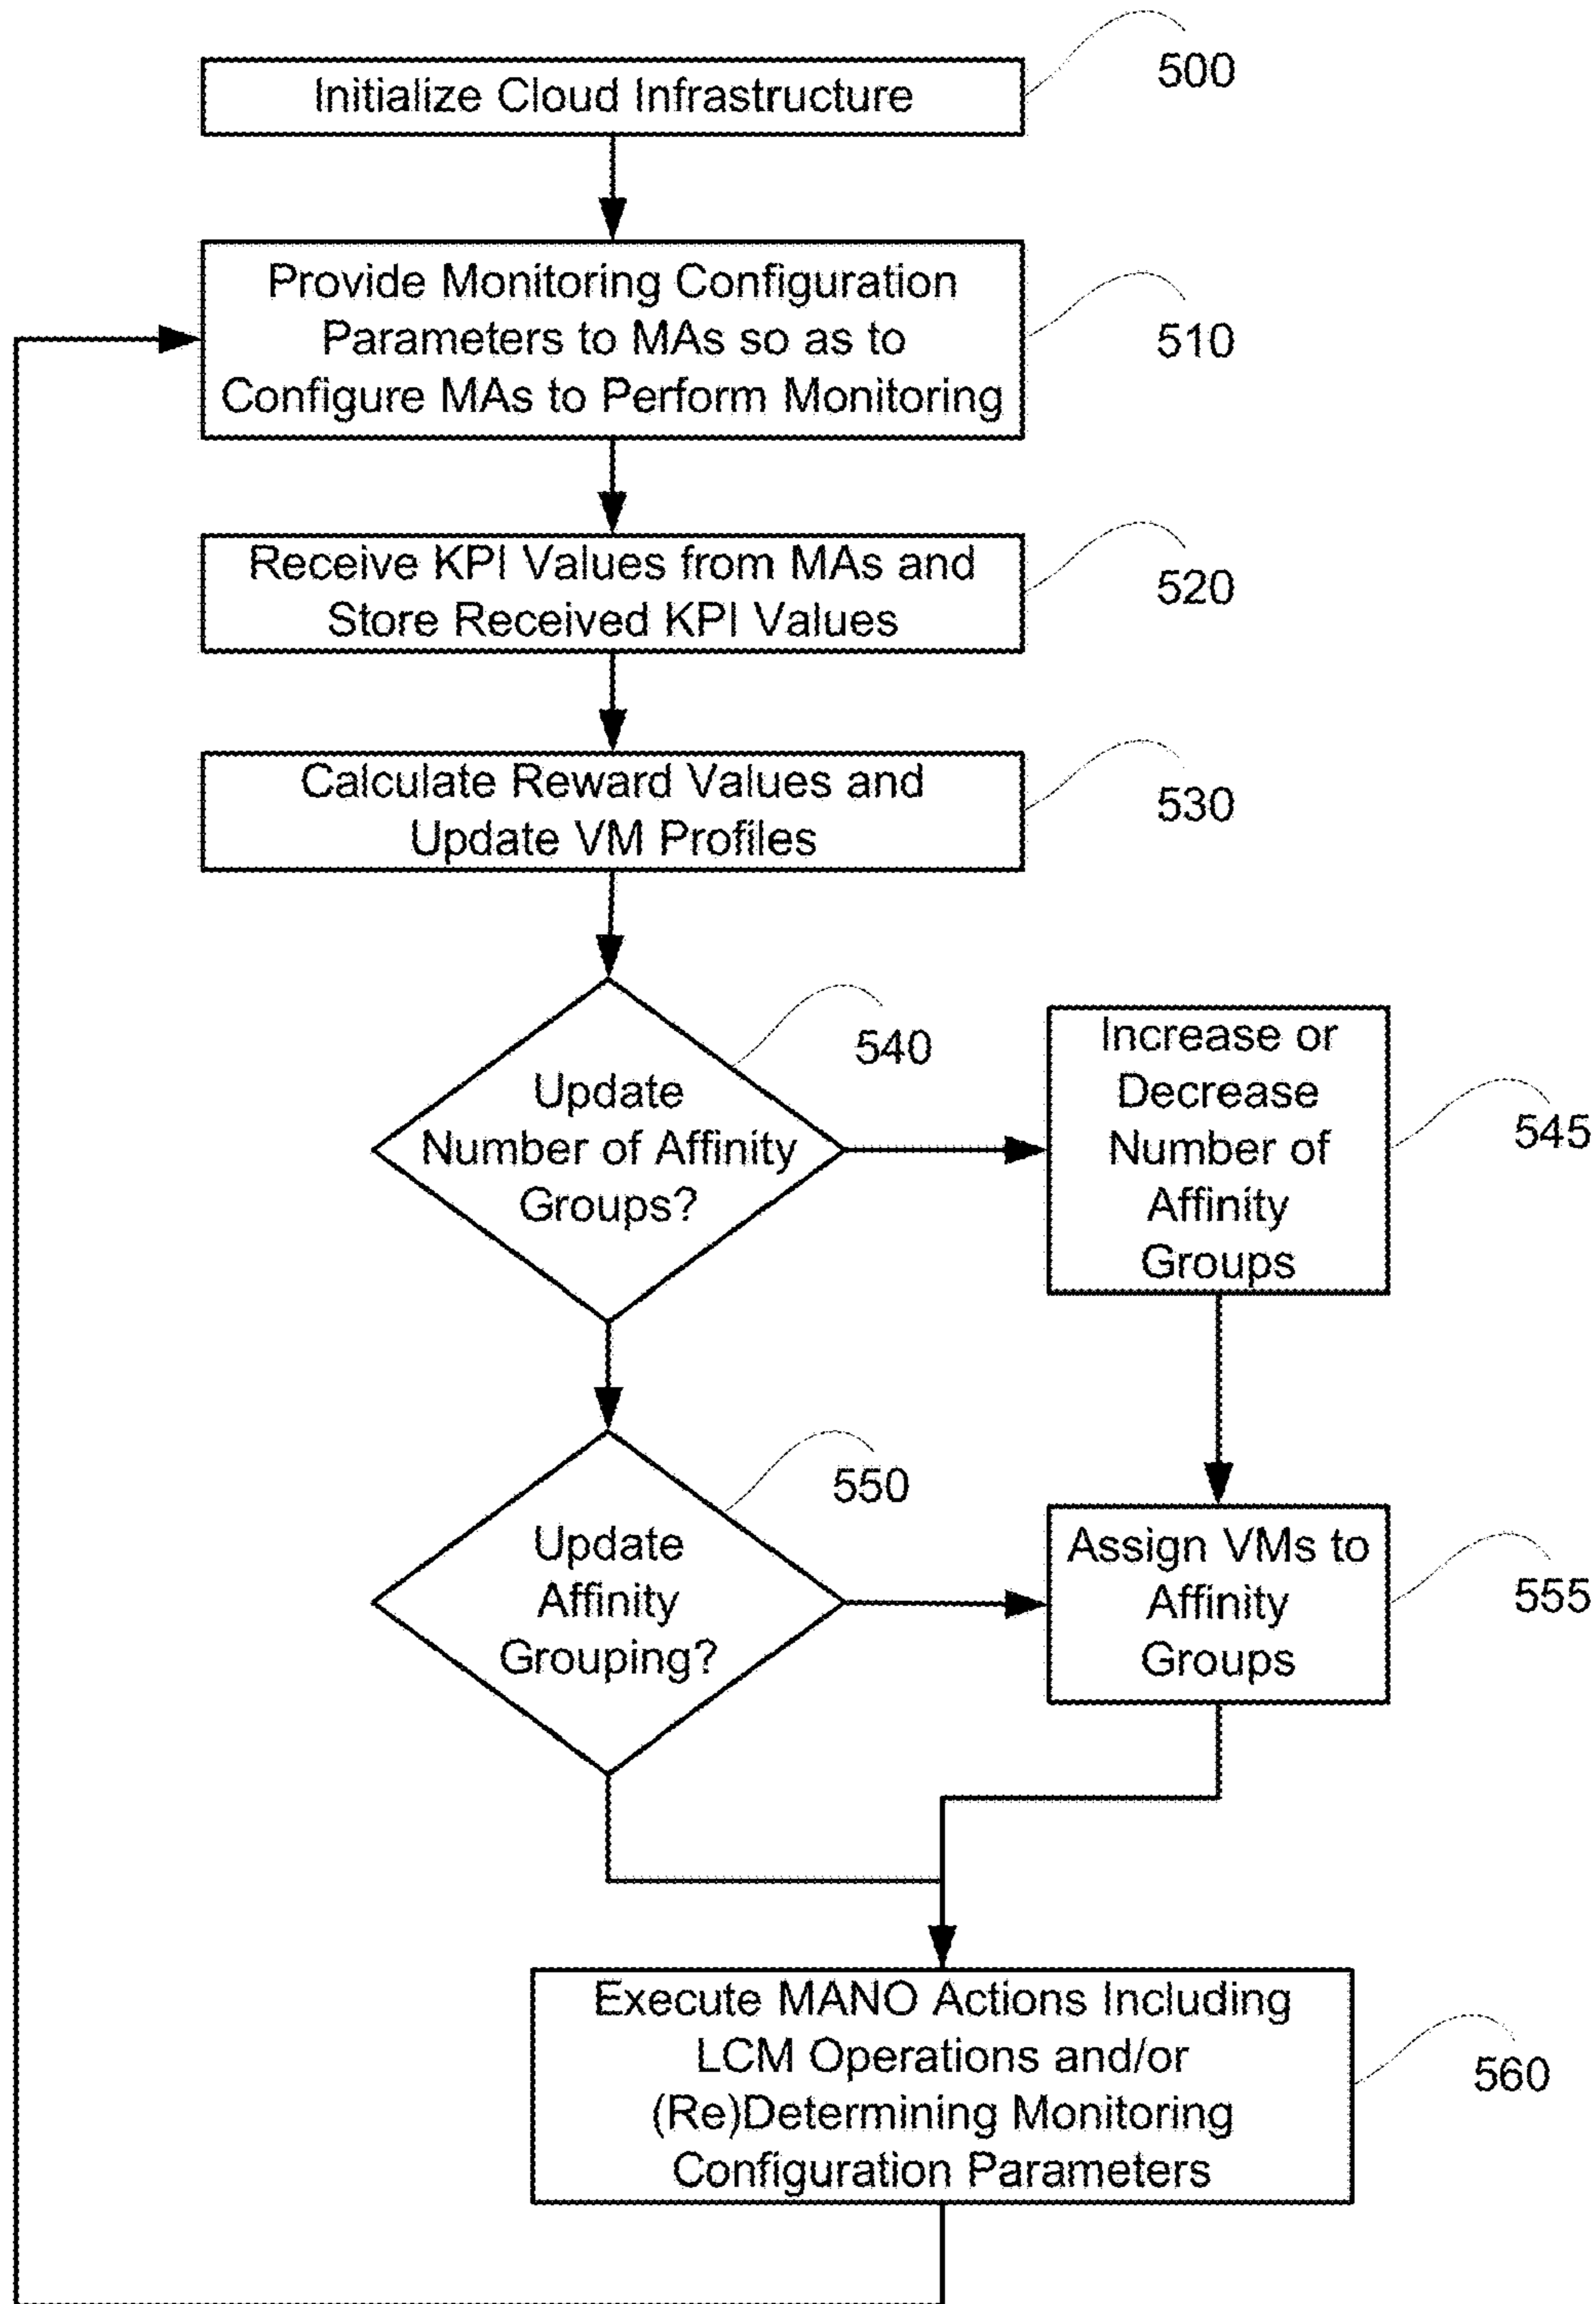 Initialize Cloud Infrastructure
500
Provide Monitoring Configuration
Parameters to MAs so as to
Configure MAs to Perform Monitoring
510
Receive KPI Values from MAs and
Store Received KPI Values
520
Calculate Reward Values and
Update VM Profiles
530
Update
Number of Affinity
Groups?
540
Increase or
Decrease
Number of
Affinity
Groups
545
Update
Affinity
Grouping?
550
Assign VMs to
Affinity
Groups
555
Execute MANO Actions Including
LCM Operations and/or
(Re)Determining Monitoring
Configuration Parameters
560